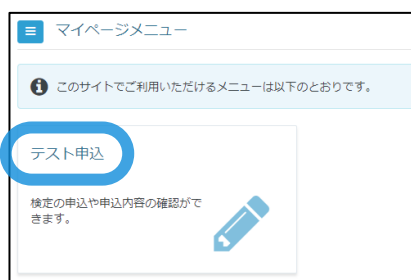 マイページメニュー
このサイトでご利用いただけるメニューは以下のとおりです。
テスト申込
検定の申込や申込内容の確認がで
きます。